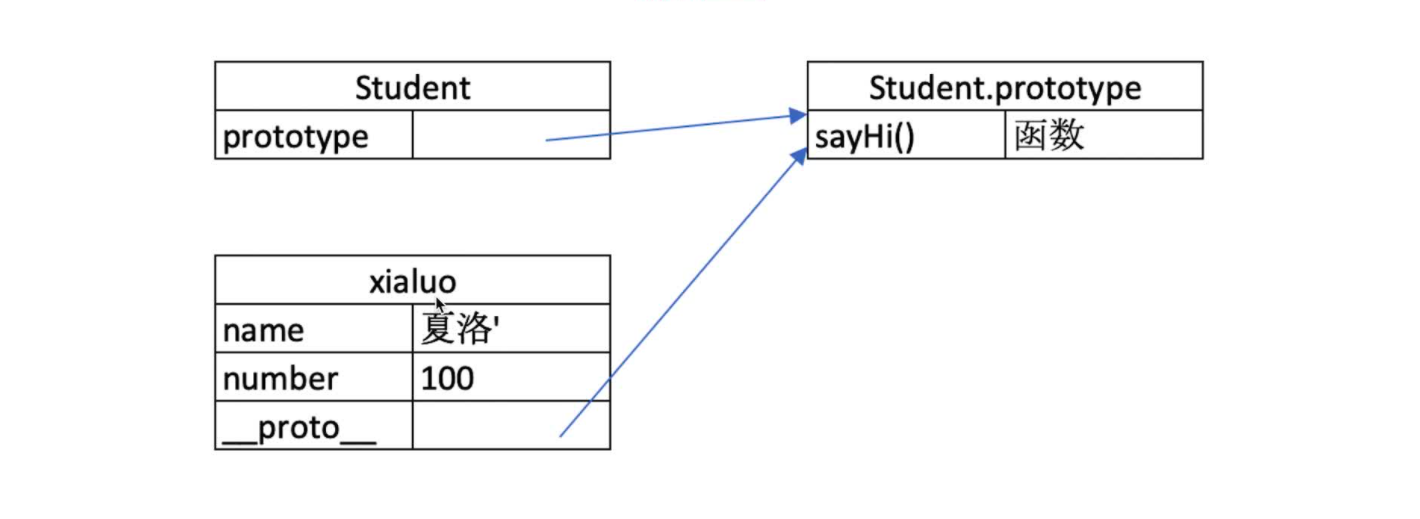 Student
prototype
Student.prototype
sayHi() 函数
xialuo
name 夏洛'
number 100
__proto__